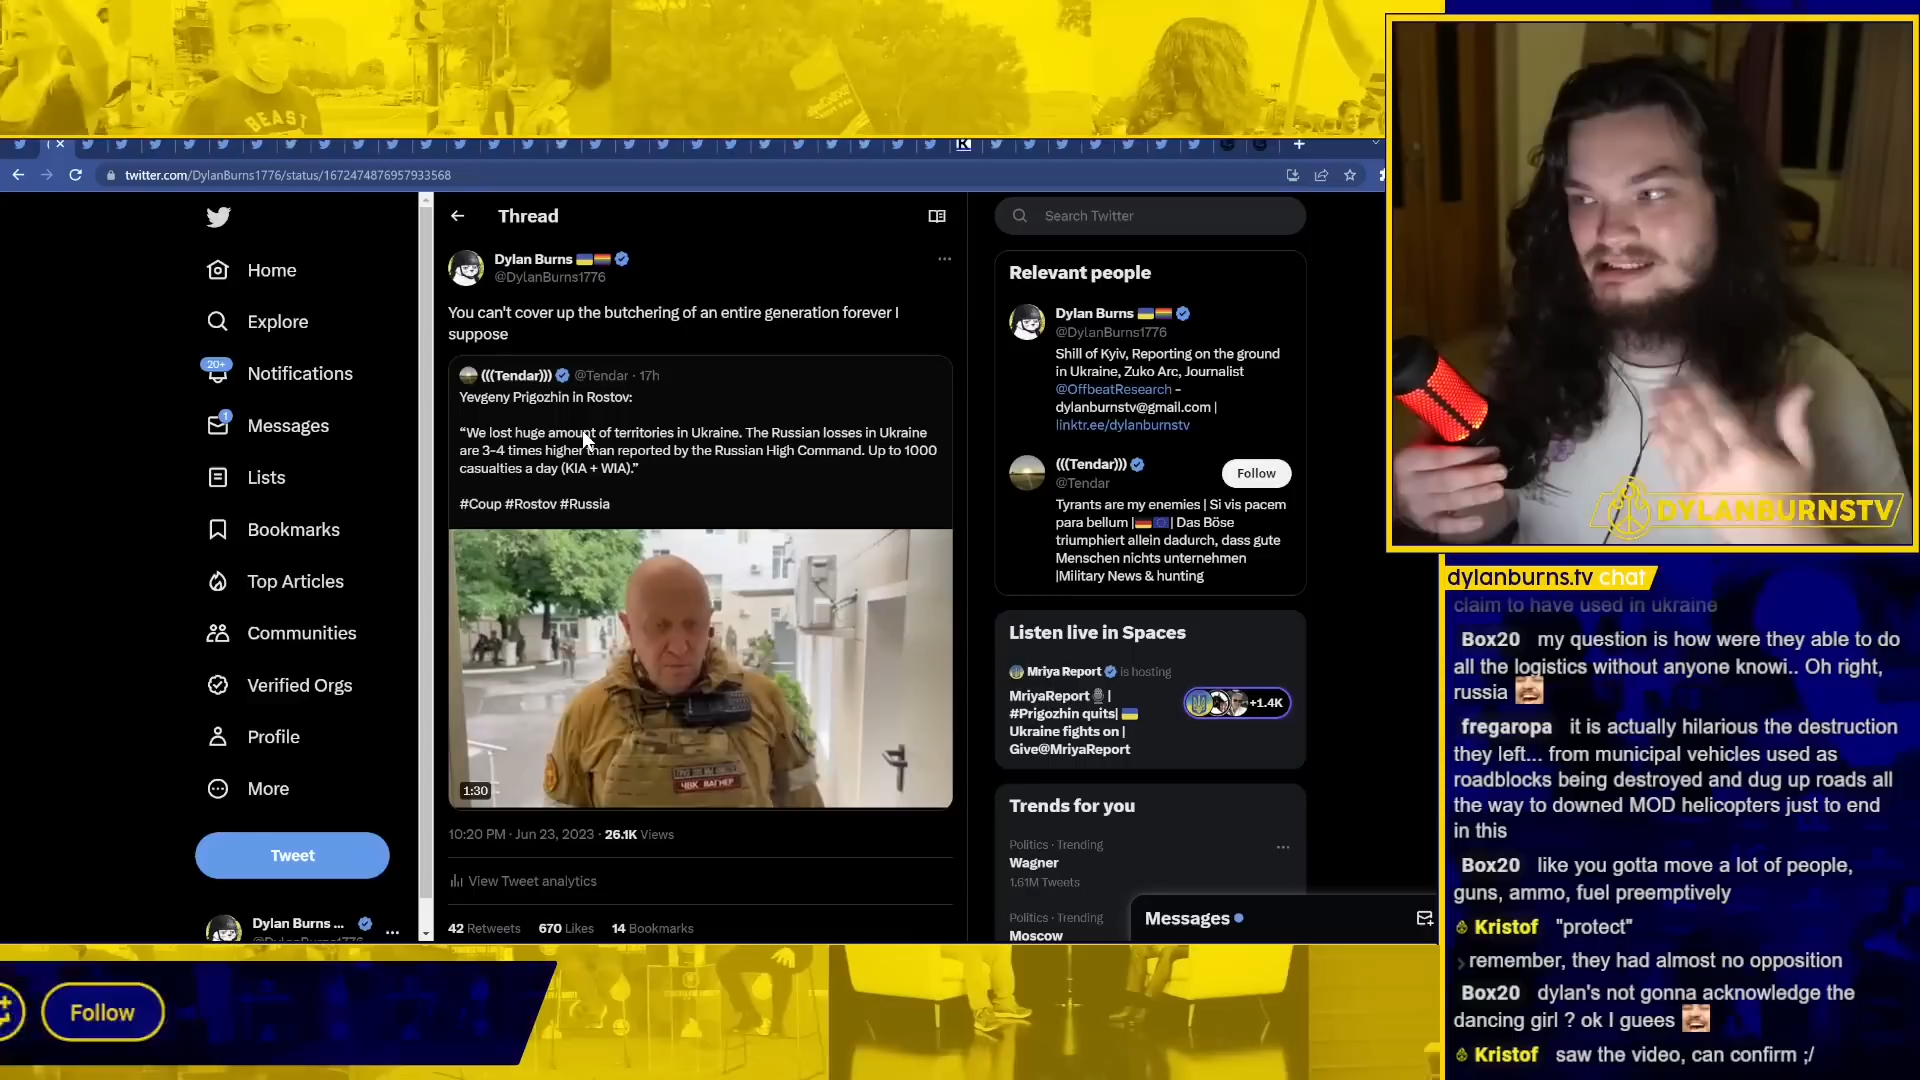 BEAST
twitter.com/DylanBurns1776/status/1672474876957933568
Home
Explore
20+
Notifications
1
Messages
Lists
Bookmarks
Top Articles
Communities
Verified Orgs
Profile
More
Tweet
Dylan Burns ...
@DylanBurns1776
Thread
Dylan Burns
@DylanBurns1776
You can't cover up the butchering of an entire generation forever I
suppose
(((Tendar))) @Tendar · 17h
Yevgeny Prigozhin in Rostov:
“We lost huge amount of territories in Ukraine. The Russian losses in Ukraine
are 3-4 times higher than reported by the Russian High Command. Up to 1000
casualties a day (KIA + WIA).”
#Coup #Rostov #Russia
ЧВК ВАГНЕР
1:30
10:20 PM · Jun 23, 2023 · 26.1K Views
View Tweet analytics
42 Retweets 670 Likes 14 Bookmarks
Search Twitter
Relevant people
Dylan Burns
@DylanBurns1776
Shill of Kyiv, Reporting on the ground
in Ukraine, Zuko Arc, Journalist
@OffbeatResearch -
dylanburnstv@gmail.com |
linktr.ee/dylanburnstv
(((Tendar)))
@Tendar
Follow
Tyrants are my enemies | Si vis pacem
para bellum | | Das Böse
triumphiert allein dadurch, dass gute
Menschen nichts unternehmen
|Military News & hunting
Listen live in Spaces
Mriya Report is hosting
MriyaReport |
#Prigozhin quits|
Ukraine fights on |
Give@MriyaReport
+1.4K
Trends for you
Politics · Trending
Wagner
1.61M Tweets
Politics · Trending
Moscow
Messages
DYLANBURNSTV
dylanburns.tv chat
claim to have used in ukraine
Box20 my question is how were they able to do
all the logistics without anyone knowi.. Oh right,
russia
fregaropa it is actually hilarious the destruction
they left... from municipal vehicles used as
roadblocks being destroyed and dug up roads all
the way to downed MOD helicopters just to end
in this
Box20 like you gotta move a lot of people,
guns, ammo, fuel preemptively
Kristof "protect"
remember, they had almost no opposition
Box20 dylan's not gonna acknowledge the
dancing girl ? ok I guees
Kristof saw the video, can confirm ;/
Follow